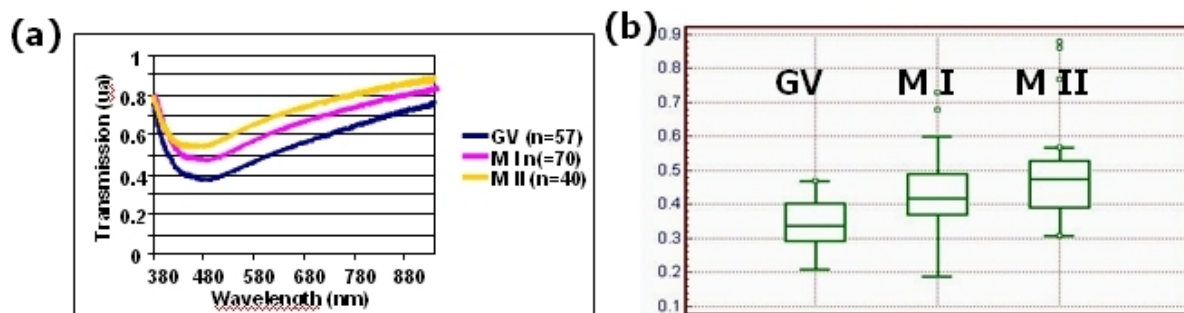 (a)
Transmission (ua)
1
0.8
0.6
0.4
0.2
0
380 480 580 680 780 880
Wavelength (nm)
GV (n=57)
M I n(=70)
M II (n=40)
(b)
0.9
0.8
0.7
0.6
0.5
0.4
0.3
0.2
0.1
GV M I M II